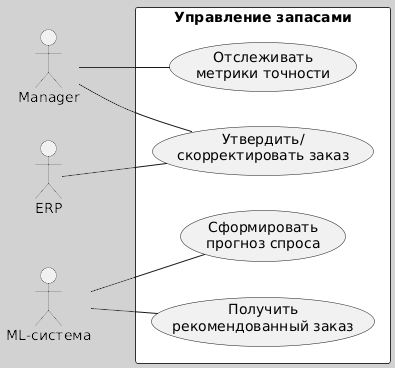 Управление запасами
Отслеживать
метрики точности
Manager
Утвердить/
скорректировать заказ
ERP
Сформировать
прогноз спроса
ML-система
Получить
рекомендованный заказ